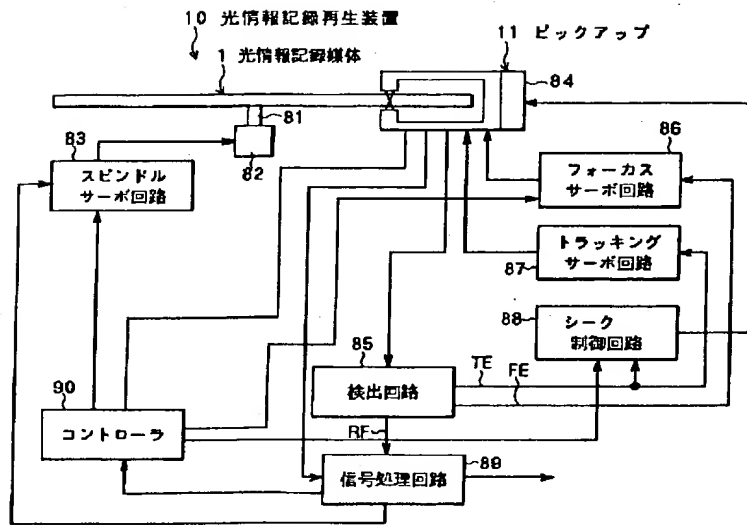 10 光情報記録再生装置
1 光情報記録媒体
11 ピックアップ
84
81
82
83
スピンドル
サーボ回路
86
フォーカス
サーボ回路
トラッキング
サーボ回路
87
88
シーク
制御回路
85
検出回路
TE
FE
RF
90
コントローラ
89
信号処理回路